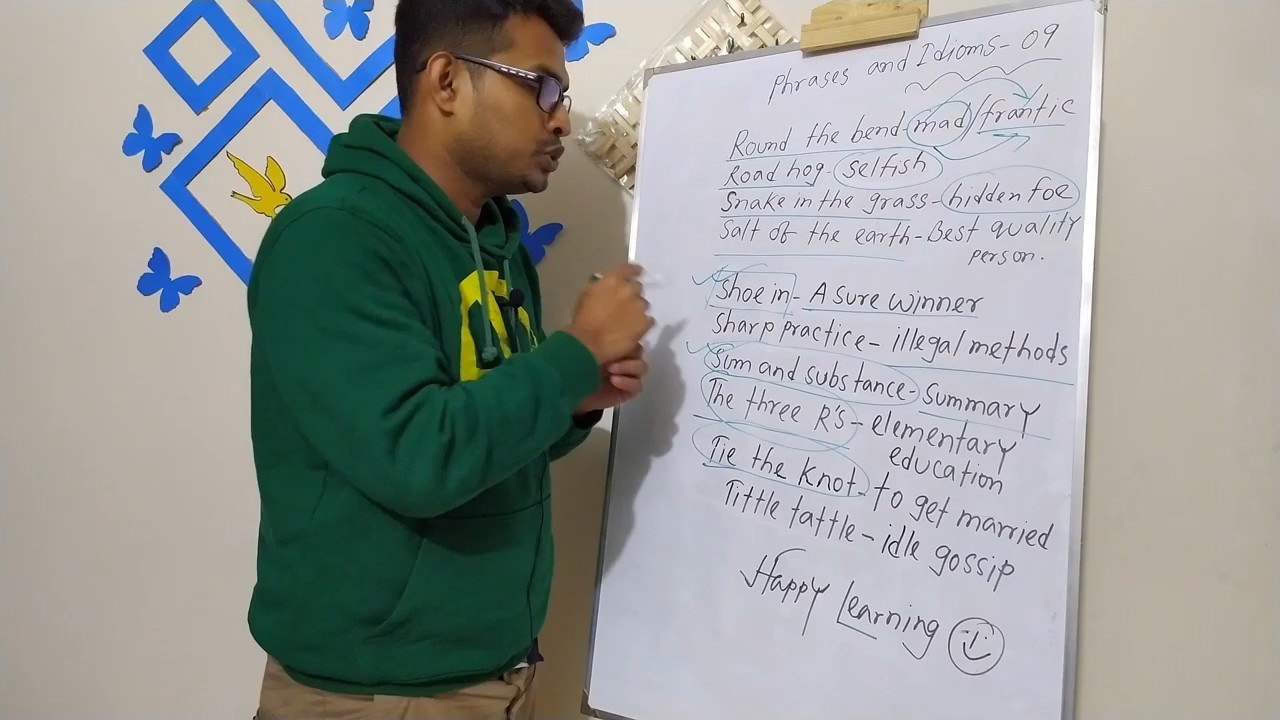 Phrases and Idioms - 09
Round the bend mad/frantic
Road hog. selfish
Snake in the grass - hidden foe
Salt of the earth - Best quality
person.
Shoe in - A sure winner
Sharp practice - illegal methods
Sum and substance - Summary
The three R's - elementary
education
Tie the Knot - to get married
Tittle tattle - idle gossip
Happy Learning